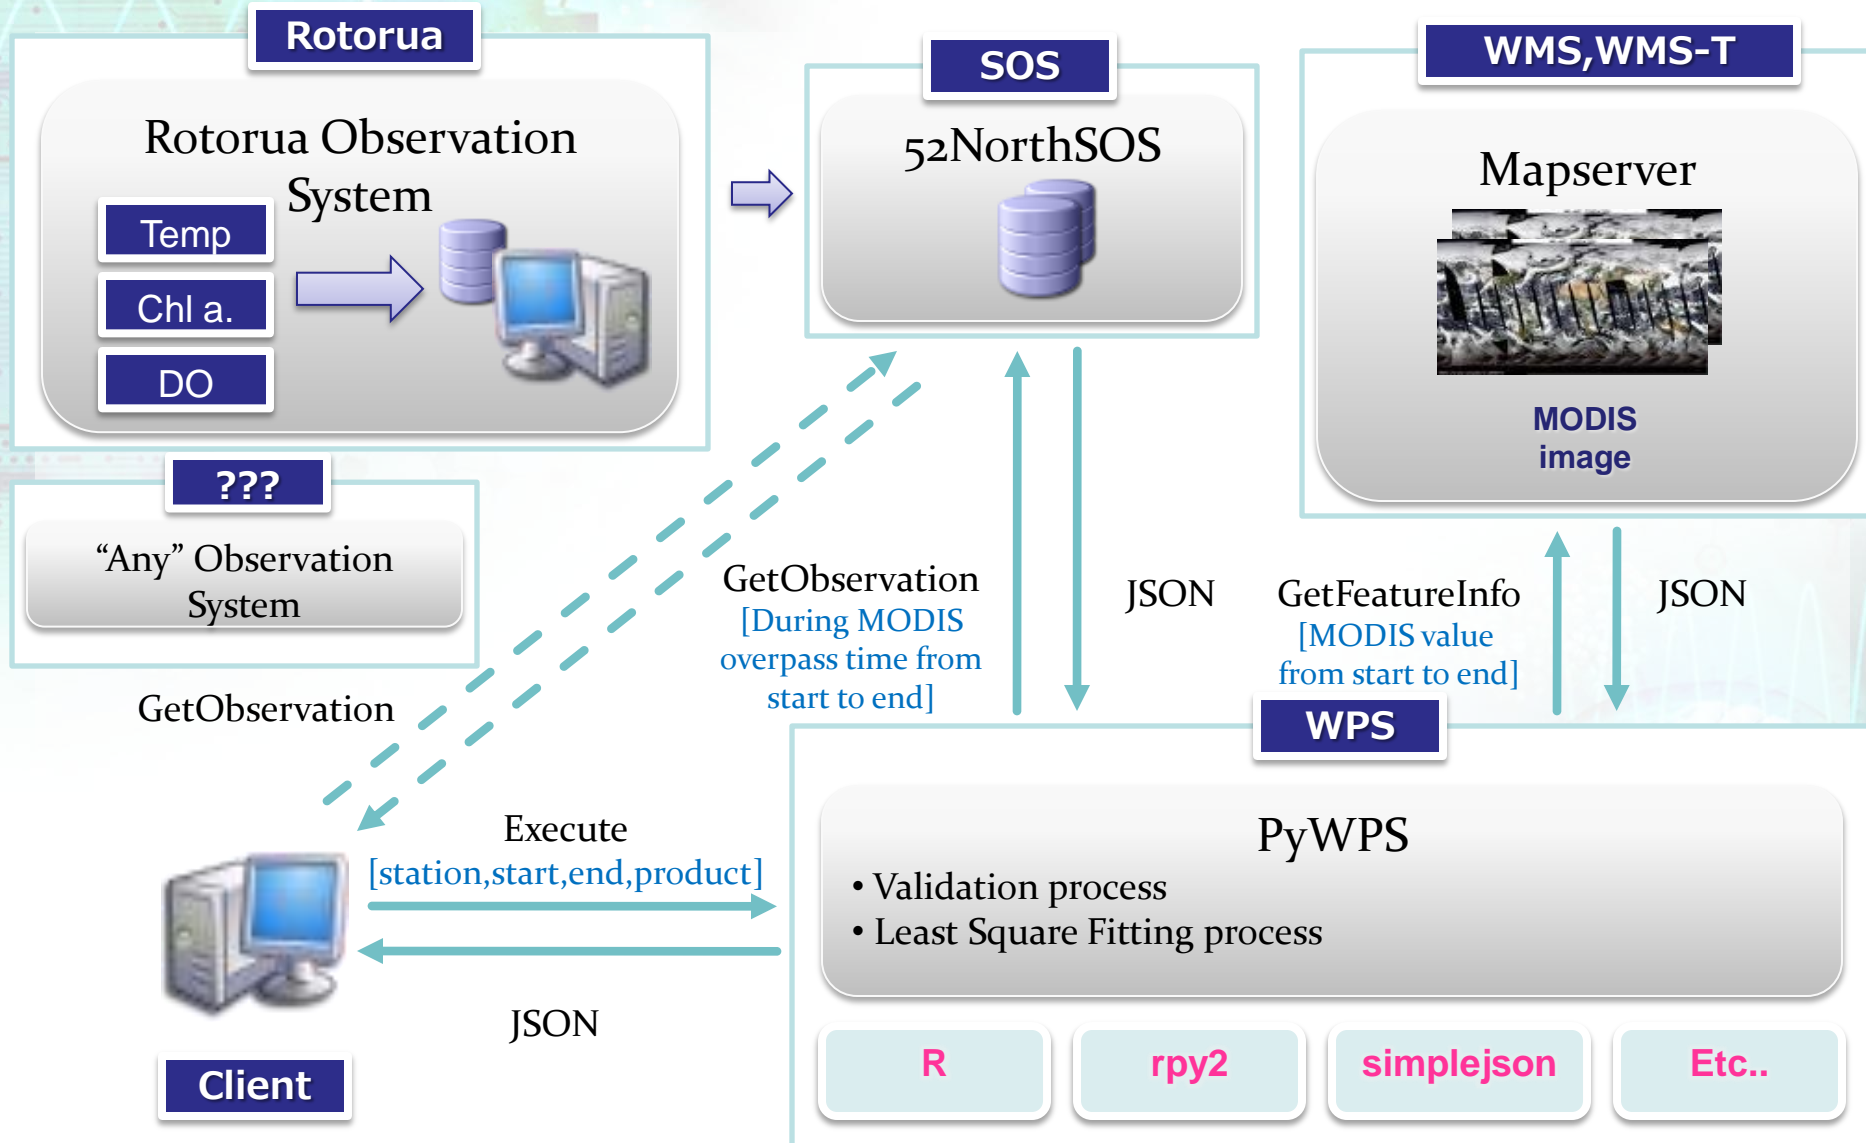 Rotorua
Rotorua Observation
System
Temp
Chl a.
DO
SOS
52NorthSOS
WMS,WMS-T
Mapserver
MODIS
image
???
“Any” Observation
System
GetObservation
GetObservation
[During MODIS
overpass time from
start to end]
JSON
GetFeatureInfo
[MODIS value
from start to end]
JSON
Execute
[station,start,end,product]
JSON
Client
WPS
PyWPS
• Validation process
• Least Square Fitting process
R
rpy2
simplejson
Etc..